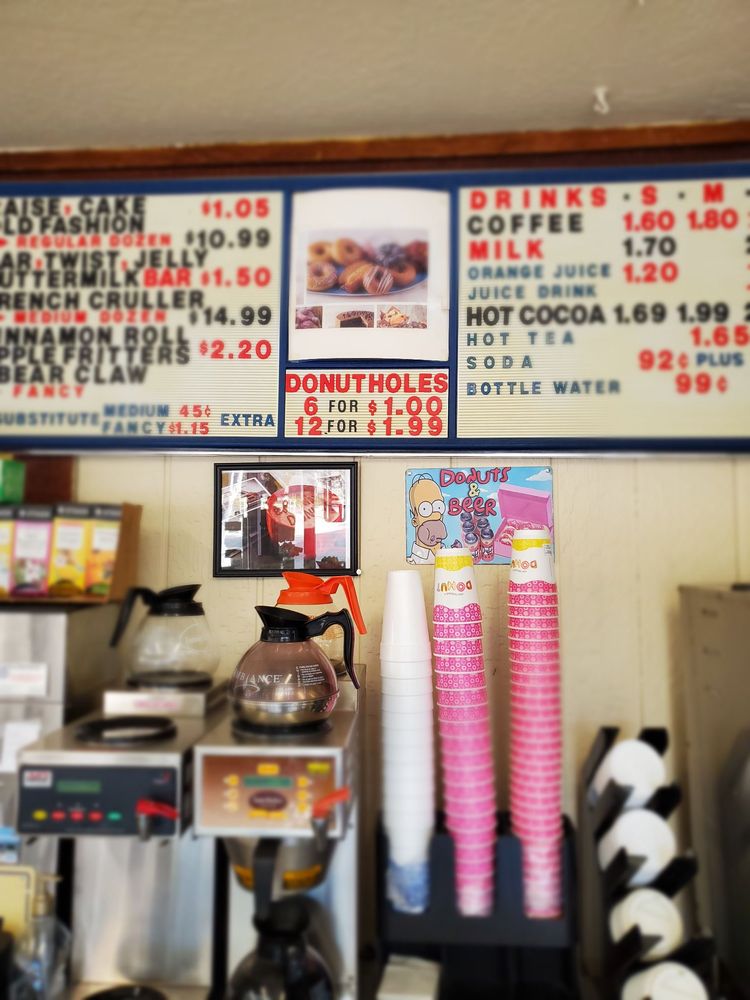 AISE, CAKE $1.05
LD FASHION
REGULAR DOZEN $10.99
AR, TWIST, JELLY
UTTERMILK BAR $1.50
RENCH CRULLER
MEDIUM DOZEN $14.99
INNAMON ROLL
PPLE FRITTERS $2.20
BEAR CLAW
FANCY
SUBSTITUTE MEDIUM 45¢ EXTRA
FANCY $1.15
DONUTHOLES
6 FOR $1.00
12 FOR $1.99
DRINKS · S · M
COFFEE 1.60 1.80
MILK 1.70
ORANGE JUICE 1.20
JUICE DRINK
HOT COCOA 1.69 1.99
HOT TEA 1.65
SODA 92¢ PLUS
BOTTLE WATER 99¢
DONUTS
&
BEER
DONUT
DONUT